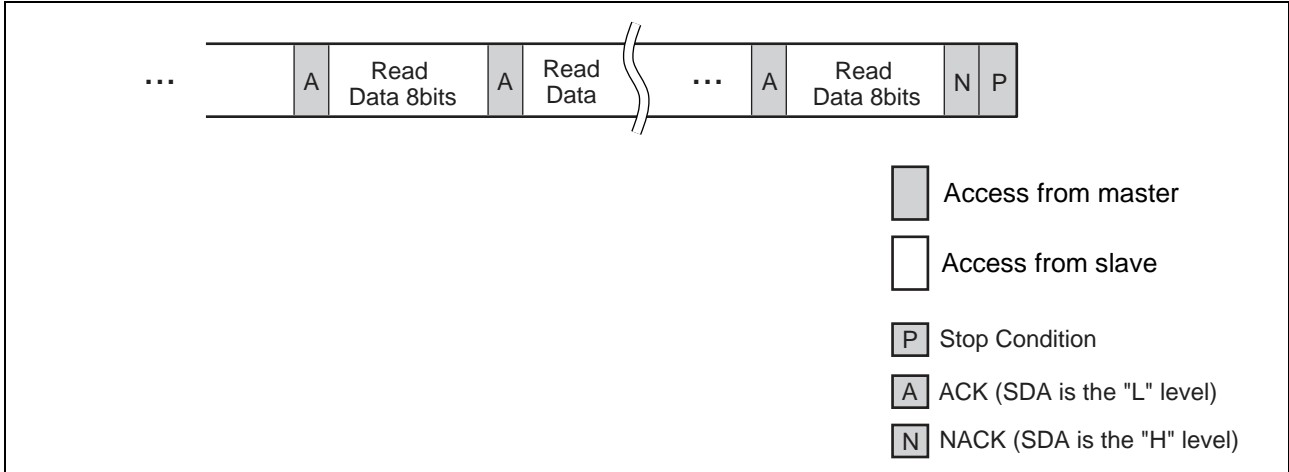 ... A Read Data 8bits A Read Data ... A Read Data 8bits N P
Access from master
Access from slave
P Stop Condition
A ACK (SDA is the "L" level)
N NACK (SDA is the "H" level)